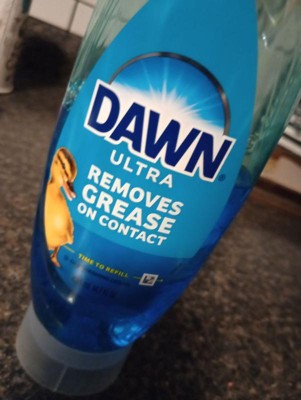 DAWN
ULTRA
REMOVES
GREASE
ON CONTACT
TIME TO REFILL